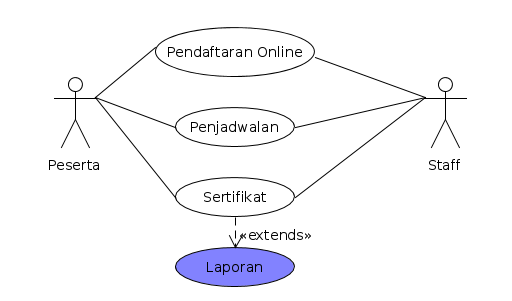 Pendaftaran Online
Penjadwalan
Peserta
Staff
Sertifikat
«extends»
Laporan